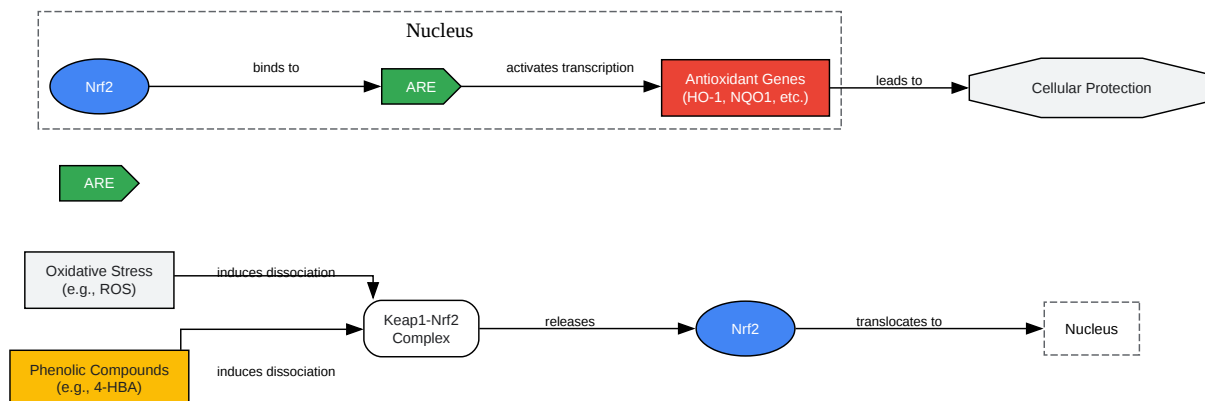 Nucleus
Nrf2
binds to
ARE
activates transcription
Antioxidant Genes
(HO-1, NQO1, etc.)
leads to
Cellular Protection
ARE
Oxidative Stress
(e.g., ROS)
induces dissociation
Keap1-Nrf2
Complex
releases
Nrf2
translocates to
Nucleus
Phenolic Compounds
(e.g., 4-HBA)
induces dissociation